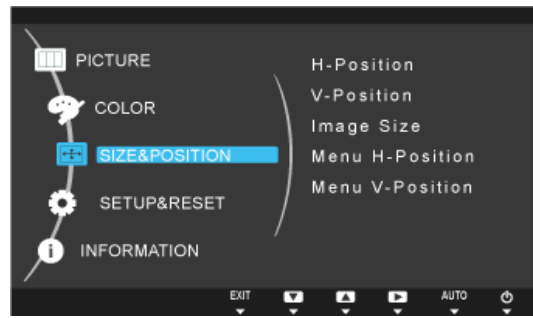 PICTURE
COLOR
SIZE&POSITION
SETUP&RESET
INFORMATION
H-Position
V-Position
Image Size
Menu H-Position
Menu V-Position
EXIT
AUTO